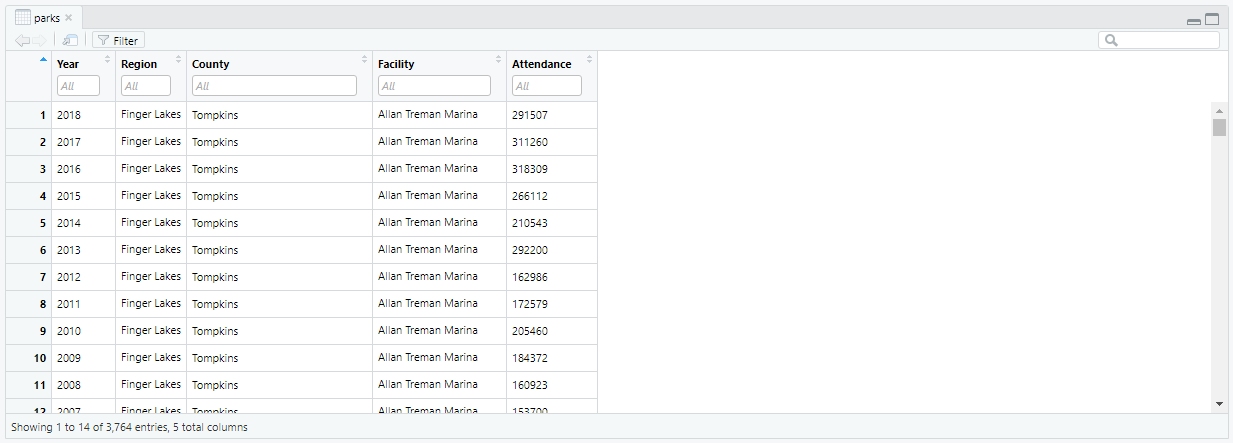 parks
Filter
Year Region County Facility Attendance
All All All All All
1 2018 Finger Lakes Tompkins Allan Treman Marina 291507
2 2017 Finger Lakes Tompkins Allan Treman Marina 311260
3 2016 Finger Lakes Tompkins Allan Treman Marina 318309
4 2015 Finger Lakes Tompkins Allan Treman Marina 266112
5 2014 Finger Lakes Tompkins Allan Treman Marina 210543
6 2013 Finger Lakes Tompkins Allan Treman Marina 292200
7 2012 Finger Lakes Tompkins Allan Treman Marina 162986
8 2011 Finger Lakes Tompkins Allan Treman Marina 172579
9 2010 Finger Lakes Tompkins Allan Treman Marina 205460
10 2009 Finger Lakes Tompkins Allan Treman Marina 184372
11 2008 Finger Lakes Tompkins Allan Treman Marina 160923
12 2007 Finger Lakes Tompkins Allan Treman Marina 153700
Showing 1 to 14 of 3,764 entries, 5 total columns